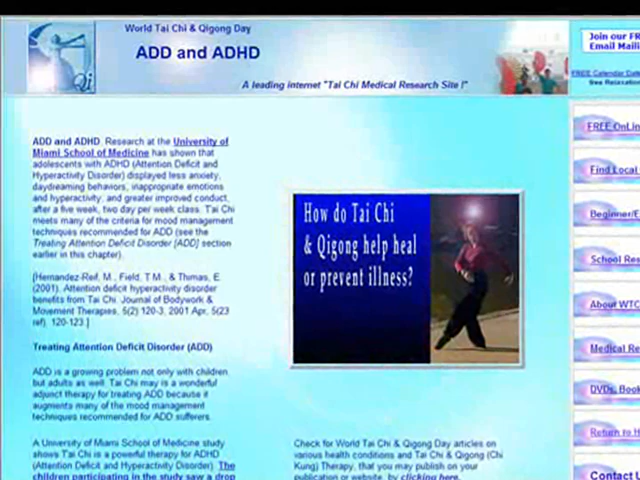 World Tai Chi & Qigong Day
ADD and ADHD
A leading internet "Tai Chi Medical Research Site !"
Qi
Join our FR
Email Maili
FREE Calendar Dat
See Relaxation
ADD and ADHD. Research at the University of
Miami School of Medicine has shown that
adolescents with ADHD (Attention Deficit and
Hyperactivity Disorder) displayed less anxiety,
daydreaming behaviors, inappropriate emotions
and hyperactivity, and greater improved conduct,
after a five week, two day per week class. Tai Chi
meets many of the criteria for mood management
techniques recommended for ADD (see the
Treating Attention Deficit Disorder [ADD] section
earlier in this chapter).
[Hernandez-Reif, M., Field, T.M., & Thimas, E.
(2001). Attention deficit hyperactivity disorder
benefits from Tai Chi. Journal of Bodywork &
Movement Therapies, 5(2) 120-3, 2001 Apr, 5(23
ref), 120-123.]
Treating Attention Deficit Disorder (ADD)
ADD is a growing problem not only with children
but adults as well. Tai Chi may is a wonderful
adjunct therapy for treating ADD because it
augments many of the mood management
techniques recommended for ADD sufferers.
A University of Miami School of Medicine study
shows Tai Chi is a powerful therapy for ADHD
(Attention Deficit and Hyperactivity Disorder). The
children participating in the study saw a drop
How do Tai Chi
& Qigong help heal
or prevent illness?
Check for World Tai Chi & Qigong Day articles on
various health conditions and Tai Chi & Qigong (Chi
Kung) Therapy, that you may publish on your
publication or website, by clicking here.
FREE OnLin
Find Local
Beginner/E
School Res
About WTC
Medical Re
DVDs, Book
Return to H
Contact U